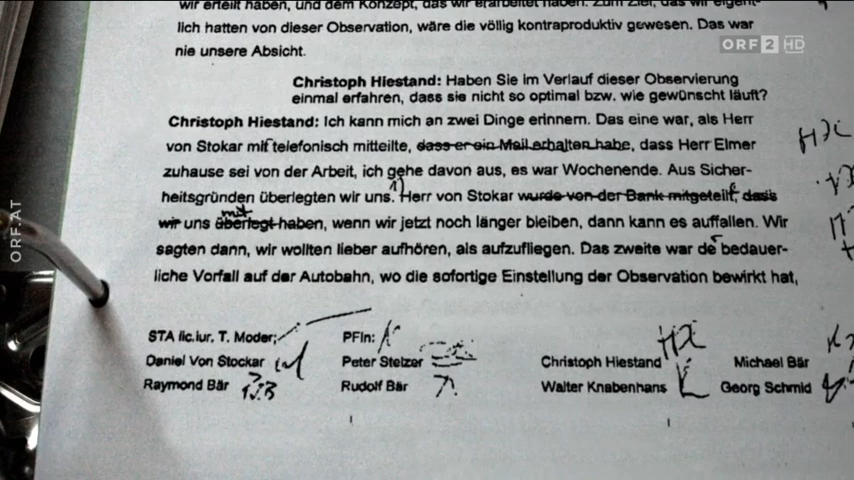 wir erteilt haben, und dem Konzept, das wir erarbeitet haben. Zum Ziel, das wir eigent-
lich hatten von dieser Observation, wäre die völlig kontraproduktiv gewesen. Das war
nie unsere Absicht.
ORF 2 HD
Christoph Hiestand: Haben Sie im Verlauf dieser Observierung
einmal erfahren, dass sie nicht so optimal bzw. wie gewünscht läuft?
Christoph Hiestand: Ich kann mich an zwei Dinge erinnern. Das eine war, als Herr
von Stokar mir telefonisch mitteilte, dass er ein Mail erhalten habe, dass Herr Elmer
zuhause sei von der Arbeit, ich gehe davon aus, es war Wochenende. Aus Sicher-
heitsgründen überlegten wir uns. Herr von Stokar wurde von der Bank mitgeteilt, dass
mit
wir uns überlegt haben, wenn wir jetzt noch länger bleiben, dann kann es auffallen. Wir
sagten dann, wir wollten lieber aufhören, als aufzufliegen. Das zweite war der bedauer-
liche Vorfall auf der Autobahn, wo die sofortige Einstellung der Observation bewirkt hat,
STA lic.iur. T. Moder:
PFIn:
Daniel Von Stockar
Peter Stelzer
Christoph Hiestand
Michael Bär
Raymond Bär
Rudolf Bär
Walter Knabenhans
Georg Schmid
ORF.AT